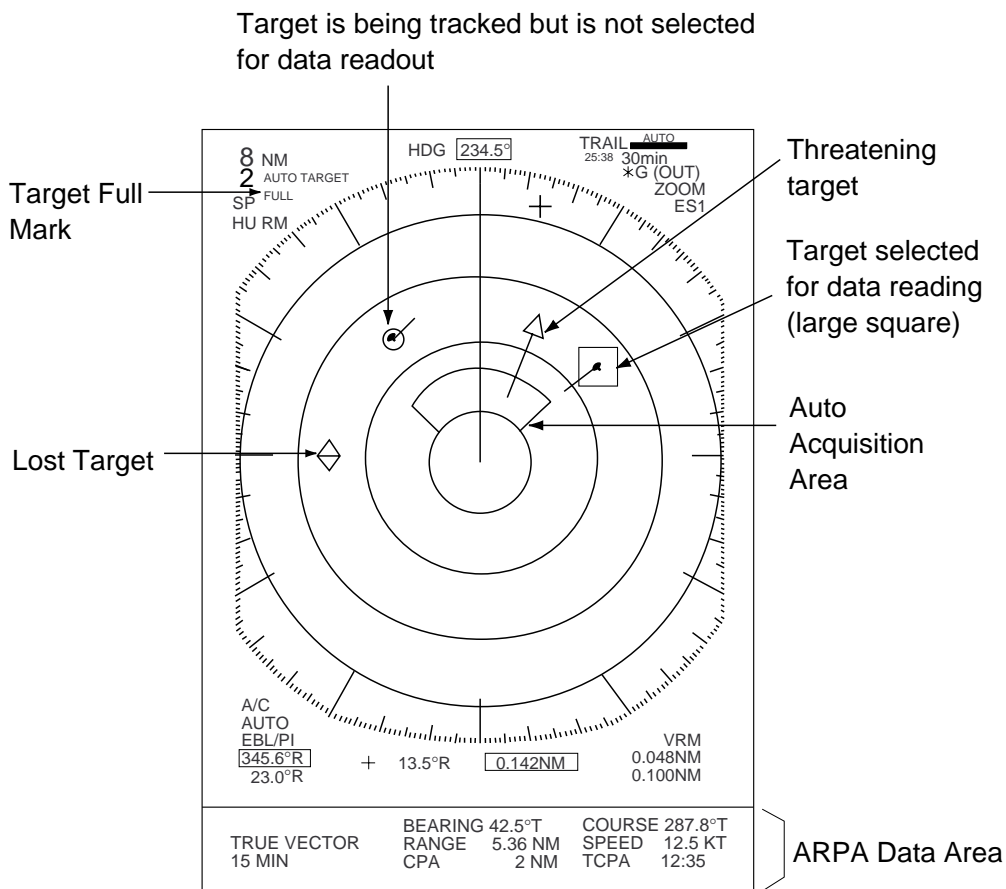 Target is being tracked but is not selected
for data readout
Target Full
Mark
8 NM
2 AUTO TARGET
SP FULL
HU RM
HDG 234.5°
TRAIL AUTO
25:38 30min
*G (OUT)
ZOOM
ES1
Threatening
target
Target selected
for data reading
(large square)
Auto
Acquisition
Area
Lost Target
A/C
AUTO
EBL/PI
345.6°R
23.0°R
+ 13.5°R 0.142NM
VRM
0.048NM
0.100NM
TRUE VECTOR
15 MIN
BEARING 42.5°T
RANGE 5.36 NM
CPA 2 NM
COURSE 287.8°T
SPEED 12.5 KT
TCPA 12:35
ARPA Data Area